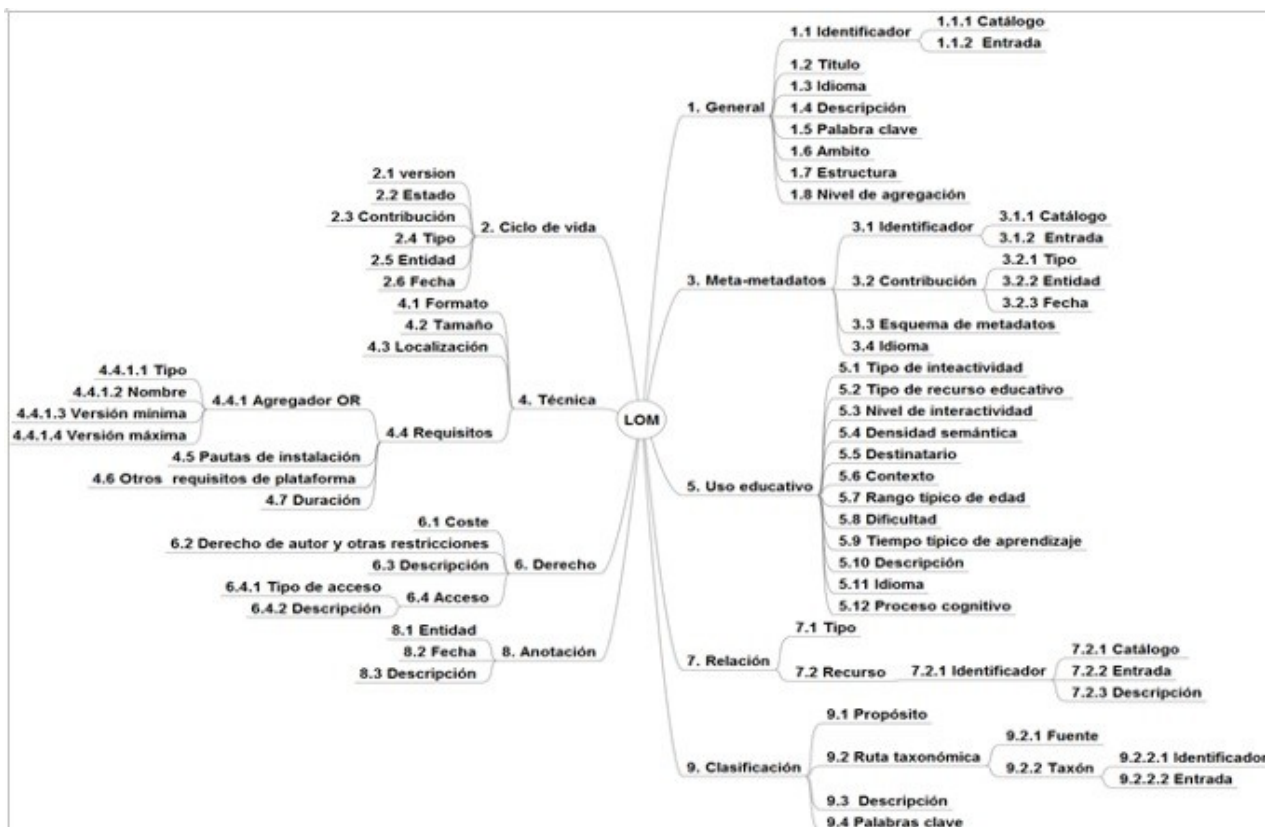 LOM
1. General
1.1 Identificador
1.1.1 Catálogo
1.1.2 Entrada
1.2 Título
1.3 Idioma
1.4 Descripción
1.5 Palabra clave
1.6 Ambito
1.7 Estructura
1.8 Nivel de agregación
2. Ciclo de vida
2.1 version
2.2 Estado
2.3 Contribución
2.4 Tipo
2.5 Entidad
2.6 Fecha
3. Meta-metadatos
3.1 Identificador
3.1.1 Catálogo
3.1.2 Entrada
3.2 Contribución
3.2.1 Tipo
3.2.2 Entidad
3.2.3 Fecha
3.3 Esquema de metadatos
3.4 Idioma
4. Técnica
4.1 Formato
4.2 Tamaño
4.3 Localización
4.4 Requisitos
4.4.1 Agregador OR
4.4.1.1 Tipo
4.4.1.2 Nombre
4.4.1.3 Versión mínima
4.4.1.4 Versión máxima
4.5 Pautas de instalación
4.6 Otros requisitos de plataforma
4.7 Duración
5. Uso educativo
5.1 Tipo de inteactividad
5.2 Tipo de recurso educativo
5.3 Nivel de interactividad
5.4 Densidad semántica
5.5 Destinatario
5.6 Contexto
5.7 Rango típico de edad
5.8 Dificultad
5.9 Tiempo típico de aprendizaje
5.10 Descripción
5.11 Idioma
5.12 Proceso cognitivo
6. Derecho
6.1 Coste
6.2 Derecho de autor y otras restricciones
6.3 Descripción
6.4 Acceso
6.4.1 Tipo de acceso
6.4.2 Descripción
7. Relación
7.1 Tipo
7.2 Recurso
7.2.1 Identificador
7.2.1 Catálogo
7.2.2 Entrada
7.2.3 Descripción
8. Anotación
8.1 Entidad
8.2 Fecha
8.3 Descripción
9. Clasificación
9.1 Propósito
9.2 Ruta taxonómica
9.2.1 Fuente
9.2.2 Taxón
9.2.2.1 Identificador
9.2.2.2 Entrada
9.3 Descripción
9.4 Palabras clave